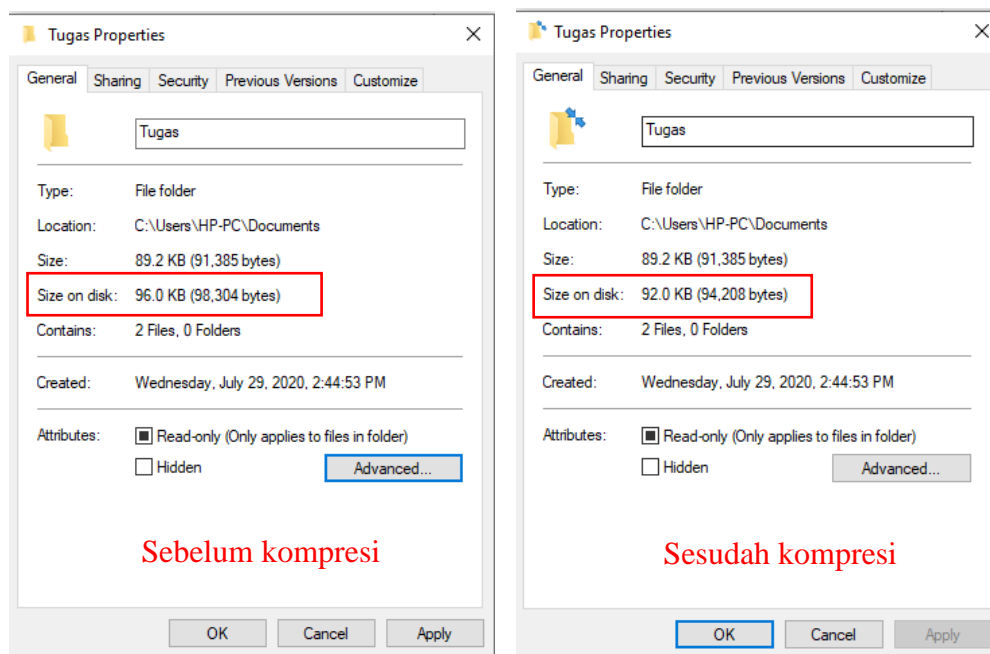 Tugas Properties
General Sharing Security Previous Versions Customize
Tugas
Type: File folder
Location: C:\Users\HP-PC\Documents
Size: 89.2 KB (91,385 bytes)
Size on disk: 96.0 KB (98,304 bytes)
Contains: 2 Files, 0 Folders
Created: Wednesday, July 29, 2020, 2:44:53 PM
Attributes: Read-only (Only applies to files in folder)
Hidden Advanced...
Sebelum kompresi
OK Cancel Apply
Tugas Properties
General Sharing Security Previous Versions Customize
Tugas
Type: File folder
Location: C:\Users\HP-PC\Documents
Size: 89.2 KB (91,385 bytes)
Size on disk: 92.0 KB (94,208 bytes)
Contains: 2 Files, 0 Folders
Created: Wednesday, July 29, 2020, 2:44:53 PM
Attributes: Read-only (Only applies to files in folder)
Hidden Advanced...
Sesudah kompresi
OK Cancel Apply